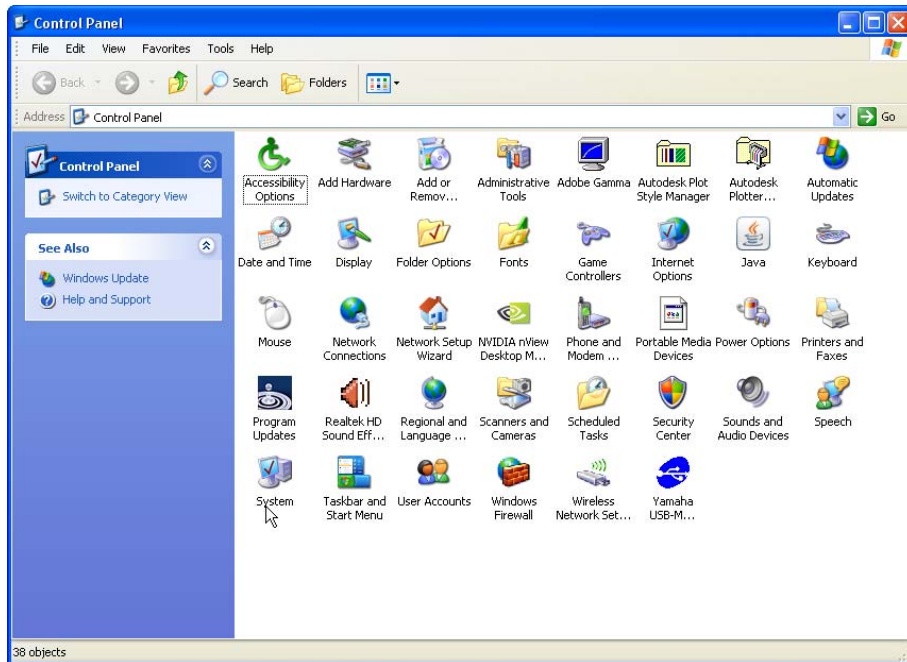 Control Panel
File Edit View Favorites Tools Help
Back Search Folders
Address Control Panel Go
Control Panel
Switch to Category View
See Also
Windows Update
Help and Support
Accessibility Options
Add Hardware
Add or Remov...
Administrative Tools
Adobe Gamma
Autodesk Plot Style Manager
Autodesk Plotter...
Automatic Updates
Date and Time
Display
Folder Options
Fonts
Game Controllers
Internet Options
Java
Keyboard
Mouse
Network Connections
Network Setup Wizard
NVIDIA nView Desktop M...
Phone and Modem ...
Portable Media Devices
Power Options
Printers and Faxes
Program Updates
Realtek HD Sound Eff...
Regional and Language ...
Scanners and Cameras
Scheduled Tasks
Security Center
Sounds and Audio Devices
Speech
System
Taskbar and Start Menu
User Accounts
Windows Firewall
Wireless Network Set...
Yamaha USB-M...
38 objects